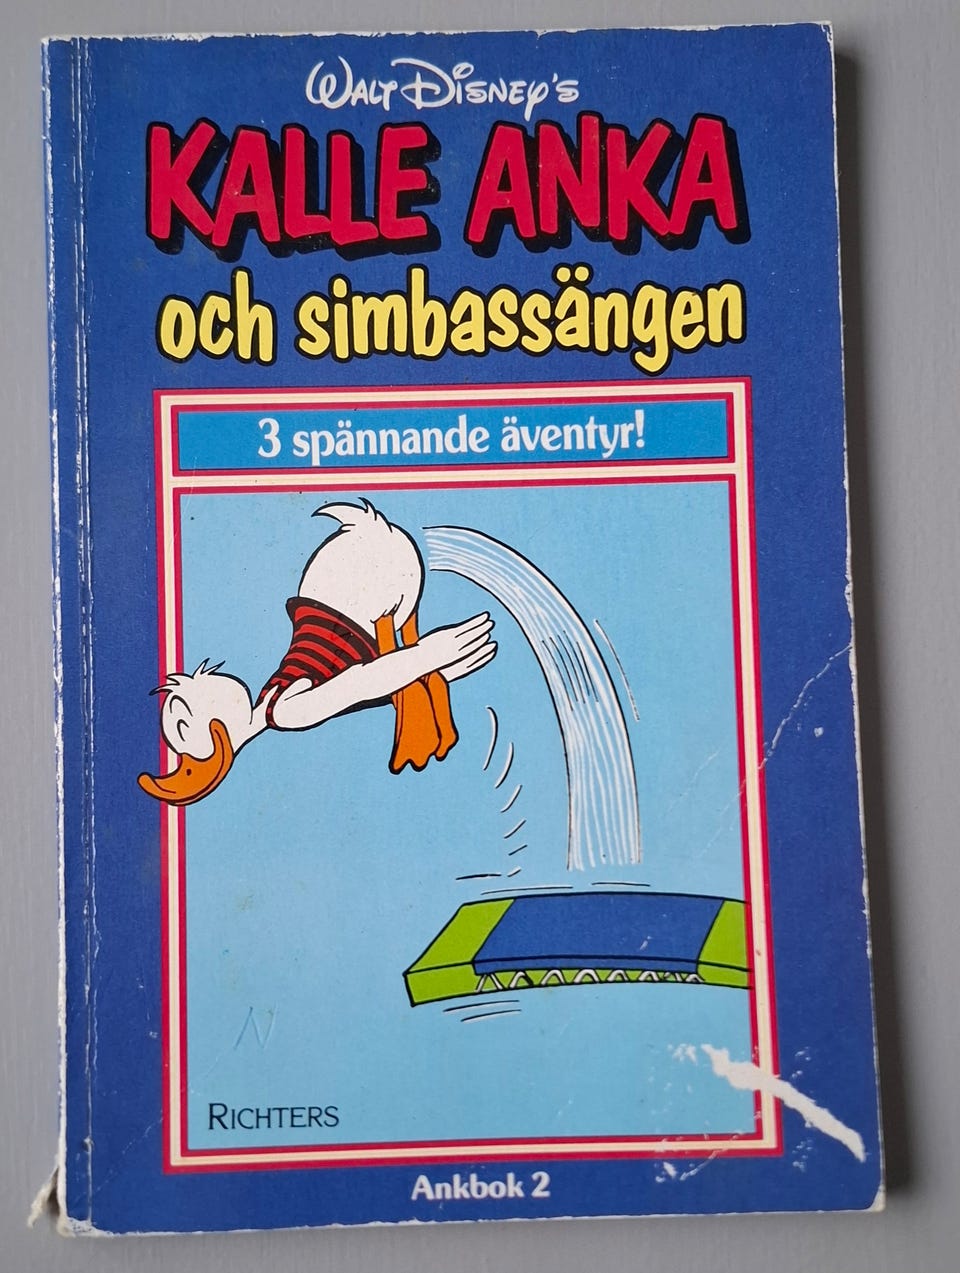 Walt Disney's
KALLE ANKA
och simbassängen
3 spännande äventyr!
RICHTERS
Ankbok 2